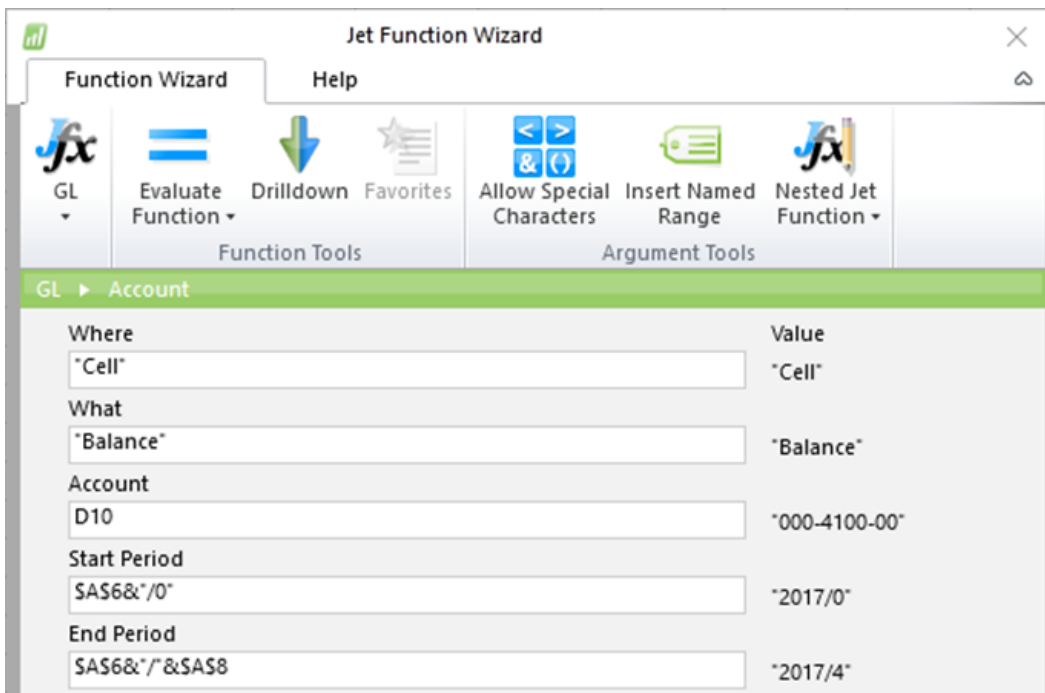 Jet Function Wizard
Function Wizard Help
GL
Evaluate Function
Drilldown
Favorites
Allow Special Characters
Insert Named Range
Nested Jet Function
Function Tools
Argument Tools
GL Account
Where Value
"Cell" "Cell"
What
"Balance" "Balance"
Account
D10 "000-4100-00"
Start Period
$A$6&"/0" "2017/0"
End Period
$A$6&"/"&$A$8 "2017/4"